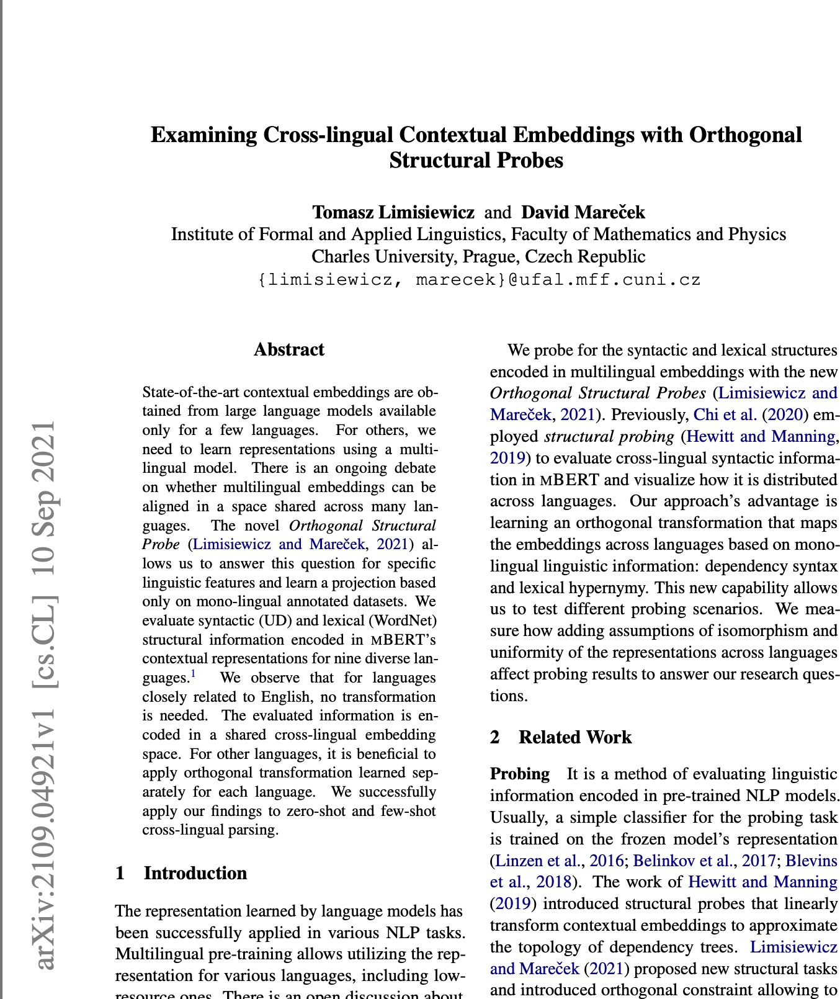 Examining Cross-lingual Contextual Embeddings with Orthogonal
Structural Probes
Tomasz Limisiewicz and David Mareček
Institute of Formal and Applied Linguistics, Faculty of Mathematics and Physics
Charles University, Prague, Czech Republic
{limisiewicz, marecek}@ufal.mff.cuni.cz
Abstract
State-of-the-art contextual embeddings are ob-
tained from large language models available
only for a few languages. For others, we
need to learn representations using a multi-
lingual model. There is an ongoing debate
on whether multilingual embeddings can be
aligned in a space shared across many lan-
guages. The novel Orthogonal Structural
Probe (Limisiewicz and Mareček, 2021) al-
lows us to answer this question for specific
linguistic features and learn a projection based
only on mono-lingual annotated datasets. We
evaluate syntactic (UD) and lexical (WordNet)
structural information encoded in MBERT's
contextual representations for nine diverse lan-
guages.1 We observe that for languages
closely related to English, no transformation
is needed. The evaluated information is en-
coded in a shared cross-lingual embedding
space. For other languages, it is beneficial to
apply orthogonal transformation learned sep-
arately for each language. We successfully
apply our findings to zero-shot and few-shot
cross-lingual parsing.
1 Introduction
The representation learned by language models has
been successfully applied in various NLP tasks.
Multilingual pre-training allows utilizing the rep-
resentation for various languages, including low-
resource ones. There is an open discussion about
We probe for the syntactic and lexical structures
encoded in multilingual embeddings with the new
Orthogonal Structural Probes (Limisiewicz and
Mareček, 2021). Previously, Chi et al. (2020) em-
ployed structural probing (Hewitt and Manning,
2019) to evaluate cross-lingual syntactic informa-
tion in MBERT and visualize how it is distributed
across languages. Our approach's advantage is
learning an orthogonal transformation that maps
the embeddings across languages based on mono-
lingual linguistic information: dependency syntax
and lexical hypernymy. This new capability allows
us to test different probing scenarios. We mea-
sure how adding assumptions of isomorphism and
uniformity of the representations across languages
affect probing results to answer our research ques-
tions.
2 Related Work
Probing It is a method of evaluating linguistic
information encoded in pre-trained NLP models.
Usually, a simple classifier for the probing task
is trained on the frozen model's representation
(Linzen et al., 2016; Belinkov et al., 2017; Blevins
et al., 2018). The work of Hewitt and Manning
(2019) introduced structural probes that linearly
transform contextual embeddings to approximate
the topology of dependency trees. Limisiewicz
and Mareček (2021) proposed new structural tasks
and introduced orthogonal constraint allowing to
arXiv:2109.04921v1 [cs.CL] 10 Sep 2021